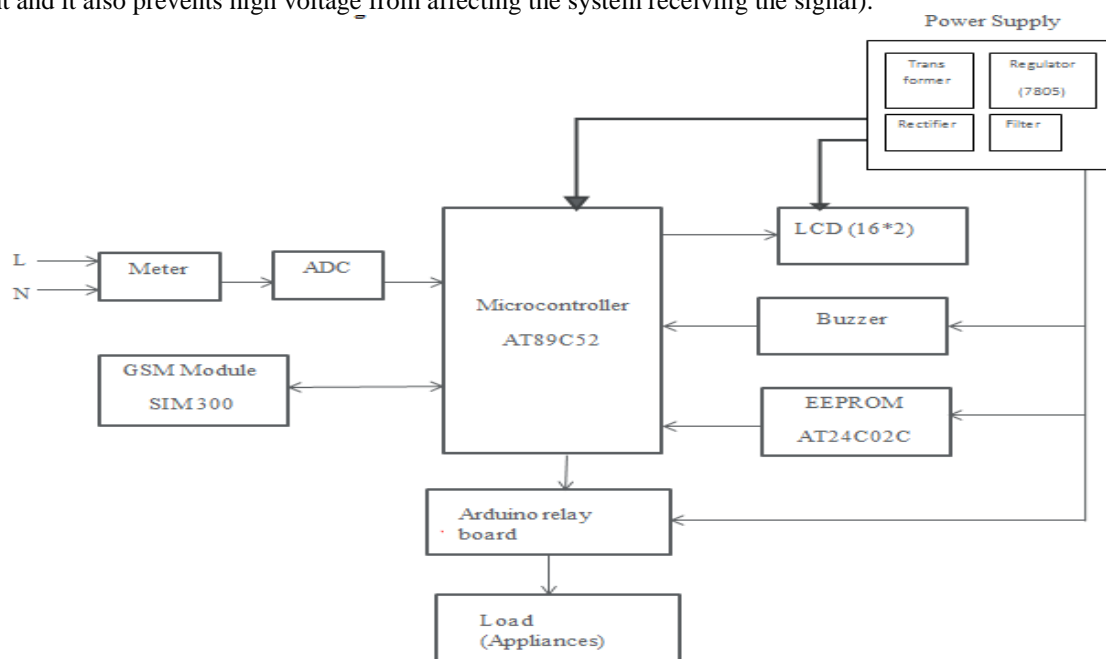 and it also prevents high voltage from affecting the system receiving the signal).
Power Supply
Trans
former
Regulator
(7805)
Rectifier
Filter
LCD (16*2)
L
N
Meter
ADC
Microcontroller
AT89C52
Buzzer
GSM Module
SIM300
EEPROM
AT24C02C
Arduino relay
board
Load
(Appliances)